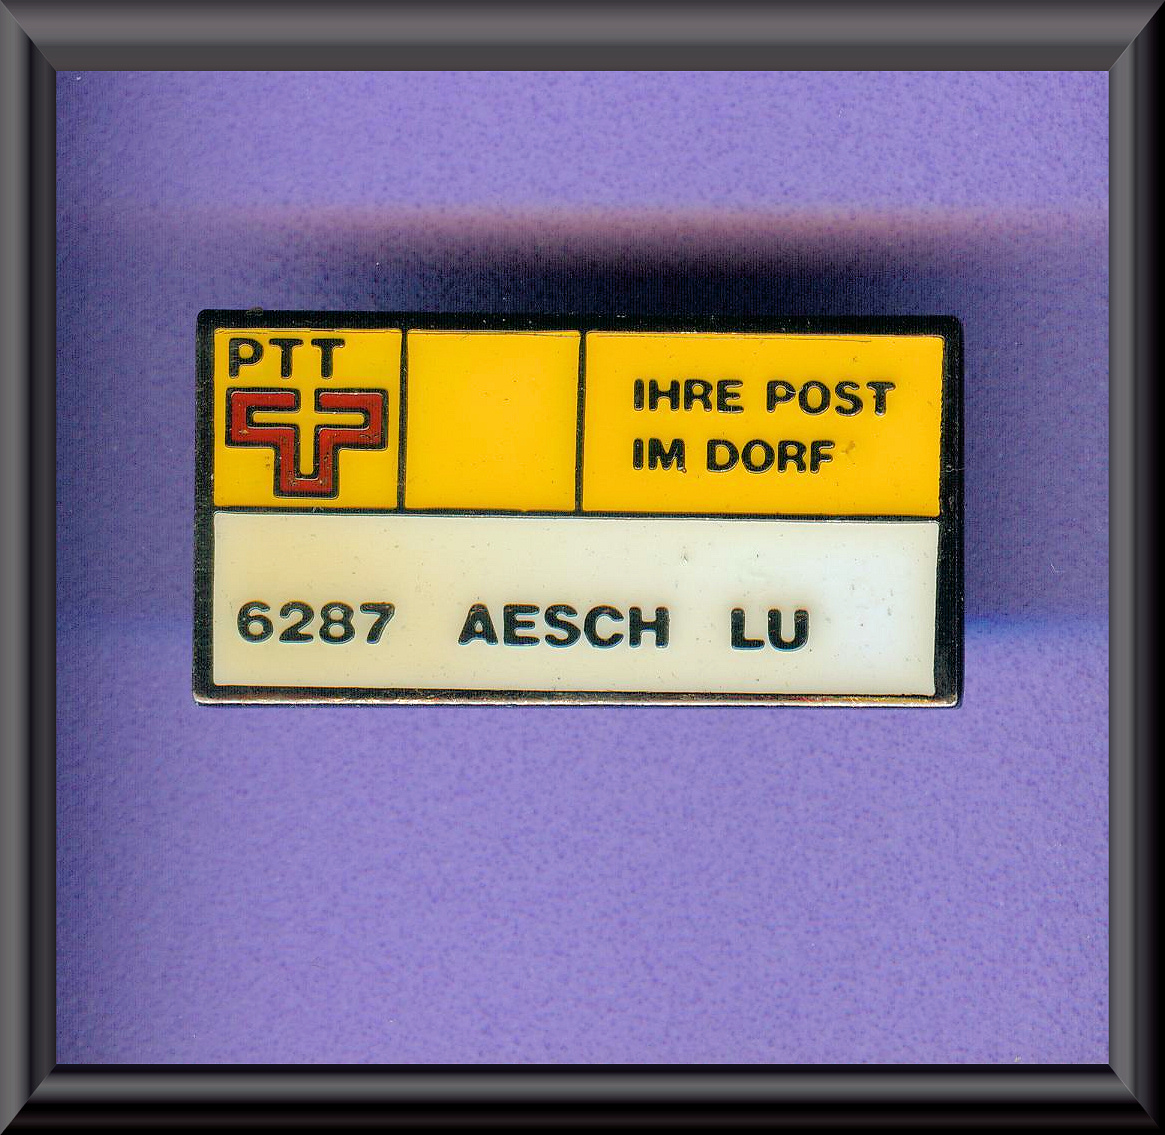 PTT
IHRE POST
IM DORF
6287 AESCH LU